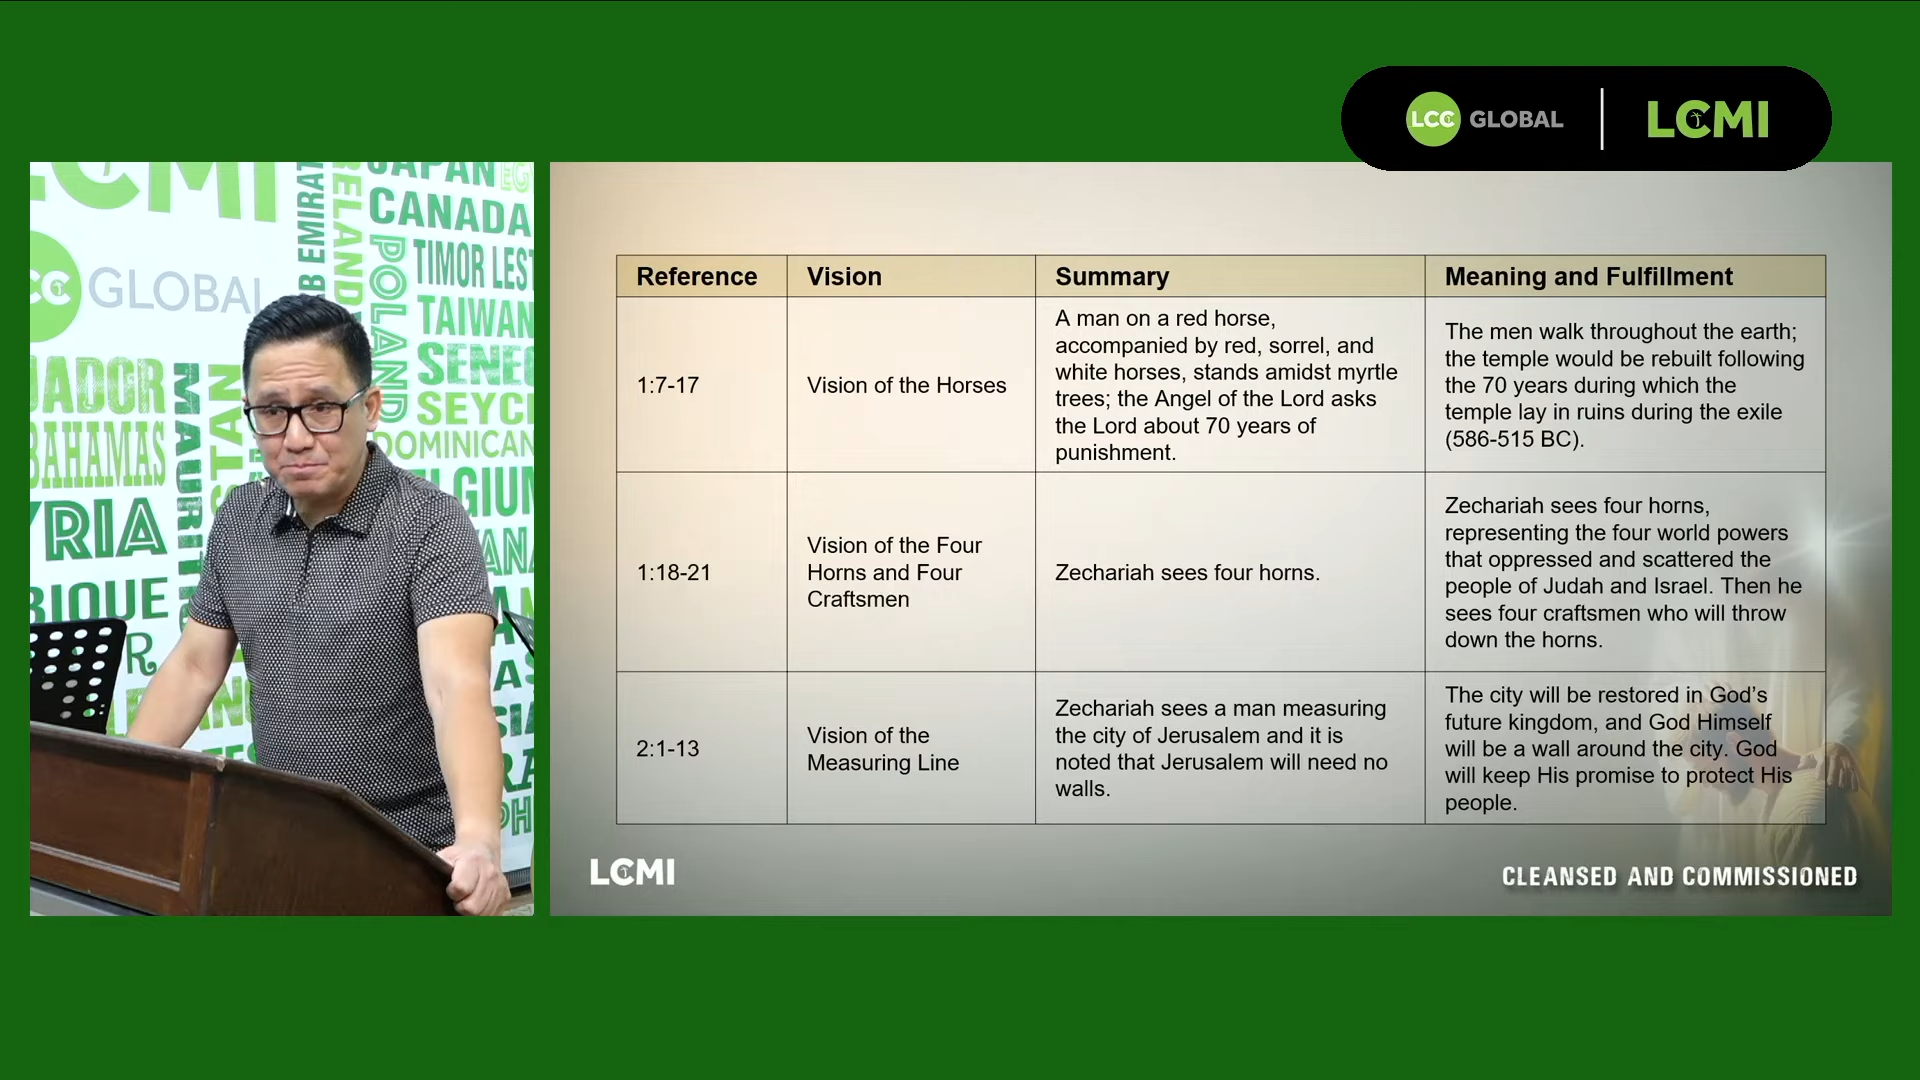 LCC GLOBAL
LCMI
LCMI
GLOBAL
JAPAN
CANADA
TIMOR
TAIWAN
POLAND
DOMINICAN
BAHAMAS
Reference Vision Summary Meaning and Fulfillment
1:7-17
Vision of the Horses
A man on a red horse,
accompanied by red, sorrel, and
white horses, stands amidst myrtle
trees; the Angel of the Lord asks
the Lord about 70 years of
punishment.
The men walk throughout the earth;
the temple would be rebuilt following
the 70 years during which the
temple lay in ruins during the exile
(586-515 BC).
1:18-21
Vision of the Four
Horns and Four
Craftsmen
Zechariah sees four horns.
Zechariah sees four horns,
representing the four world powers
that oppressed and scattered the
people of Judah and Israel. Then he
sees four craftsmen who will throw
down the horns.
2:1-13
Vision of the
Measuring Line
Zechariah sees a man measuring
the city of Jerusalem and it is
noted that Jerusalem will need no
walls.
The city will be restored in God's
future kingdom, and God Himself
will be a wall around the city. God
will keep His promise to protect His
people.
LCMI
CLEANSED AND COMMISSIONED